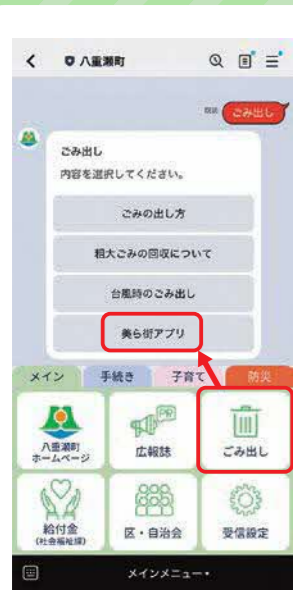 八重瀬町
既読 ごみ出し
ごみ出し
内容を選択してください。
ごみの出し方
粗大ごみの回収について
台風時のごみ出し
美ら街アプリ
メイン 手続き 子育て 防災
八重瀬町
ホームページ
PR
広報誌
ごみ出し
給付金
(社会福祉課)
区・自治会
受信設定
メインメニュー